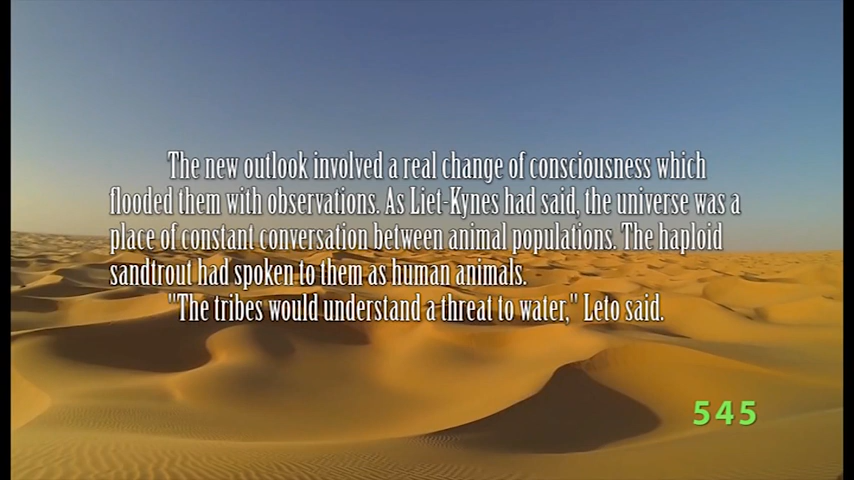 The new outlook involved a real change of consciousness which
flooded them with observations. As Liet-Kynes had said, the universe was a
place of constant conversation between animal populations. The haploid
sandtrout had spoken to them as human animals.
"The tribes would understand a threat to water," Leto said.
545